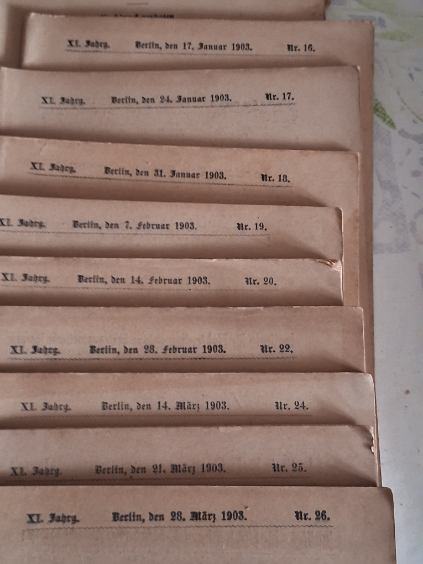 XI. Jahrg. Berlin, den 17. Januar 1903. Nr. 16.
XI. Jahrg. Berlin, den 24. Januar 1903. Nr. 17.
XI. Jahrg. Berlin, den 31. Januar 1903. Nr. 18.
XI. Jahrg. Berlin, den 7. Februar 1903. Nr. 19.
XI. Jahrg. Berlin, den 14. Februar 1903. Nr. 20.
XI. Jahrg. Berlin, den 28. Februar 1903. Nr. 22.
XI. Jahrg. Berlin, den 14. März 1903. Nr. 24.
XI. Jahrg. Berlin, den 21. März 1903. Nr. 25.
XI. Jahrg. Berlin, den 28. März 1903. Nr. 26.